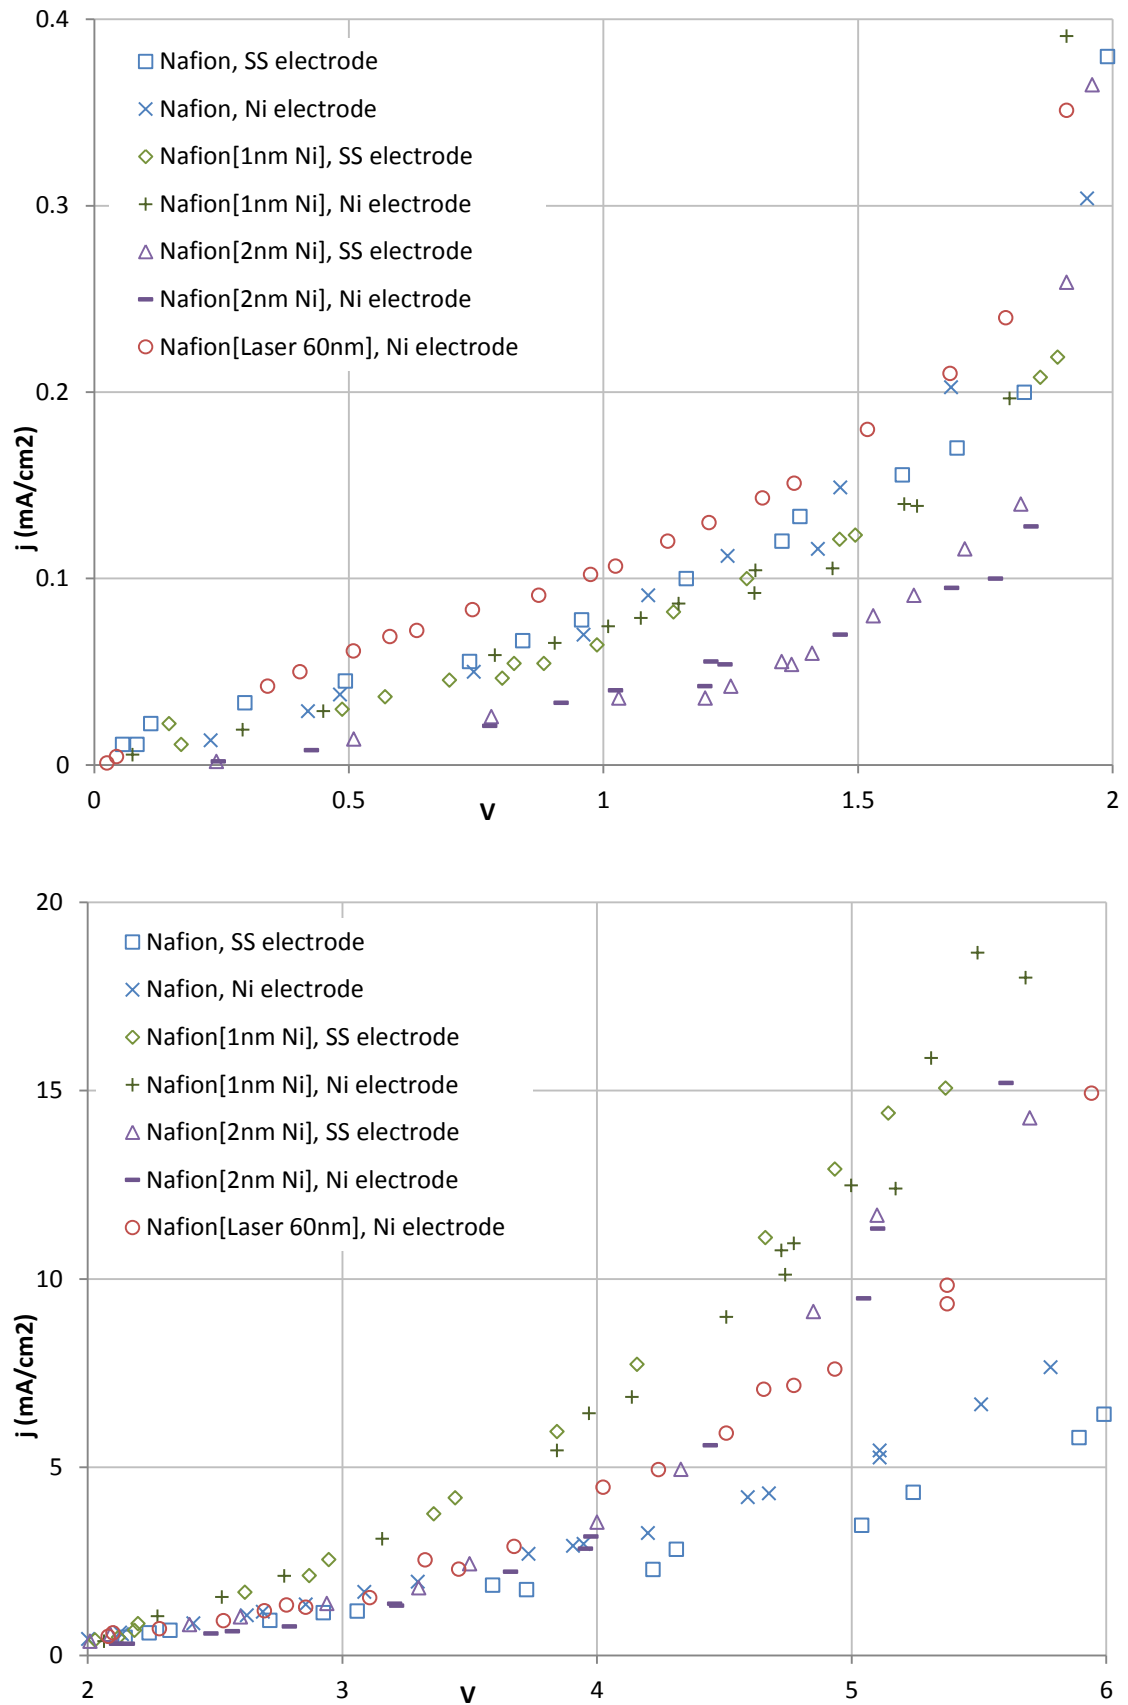 0.4
Nafion, SS electrode
Nafion, Ni electrode
Nafion[1nm Ni], SS electrode
Nafion[1nm Ni], Ni electrode
Nafion[2nm Ni], SS electrode
Nafion[2nm Ni], Ni electrode
Nafion[Laser 60nm], Ni electrode
0.3
0.2
0.1
0
j (mA/cm2)
0 0.5 1 1.5 2
V
20
Nafion, SS electrode
Nafion, Ni electrode
Nafion[1nm Ni], SS electrode
Nafion[1nm Ni], Ni electrode
Nafion[2nm Ni], SS electrode
Nafion[2nm Ni], Ni electrode
Nafion[Laser 60nm], Ni electrode
15
10
5
0
j (mA/cm2)
2 3 4 5 6
V